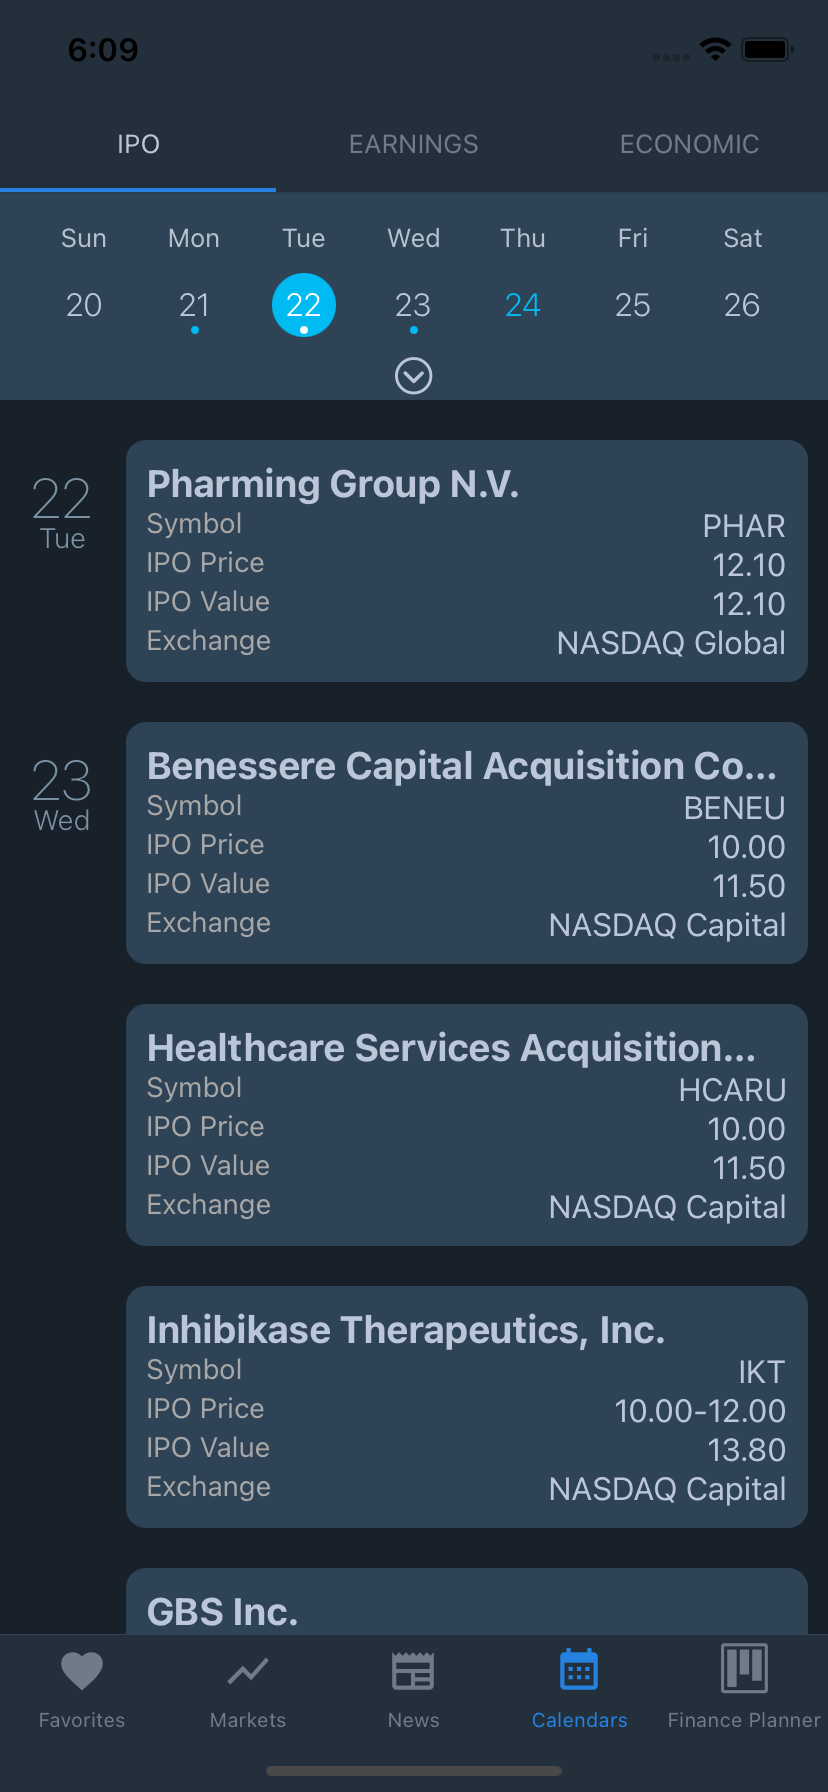 6:09
IPO EARNINGS ECONOMIC
Sun Mon Tue Wed Thu Fri Sat
20 21 22 23 24 25 26
22
Tue
Pharming Group N.V.
Symbol PHAR
IPO Price 12.10
IPO Value 12.10
Exchange NASDAQ Global
23
Wed
Benessere Capital Acquisition Co...
Symbol BENEU
IPO Price 10.00
IPO Value 11.50
Exchange NASDAQ Capital
Healthcare Services Acquisition...
Symbol HCARU
IPO Price 10.00
IPO Value 11.50
Exchange NASDAQ Capital
Inhibikase Therapeutics, Inc.
Symbol IKT
IPO Price 10.00-12.00
IPO Value 13.80
Exchange NASDAQ Capital
GBS Inc.
Favorites Markets News Calendars Finance Planner